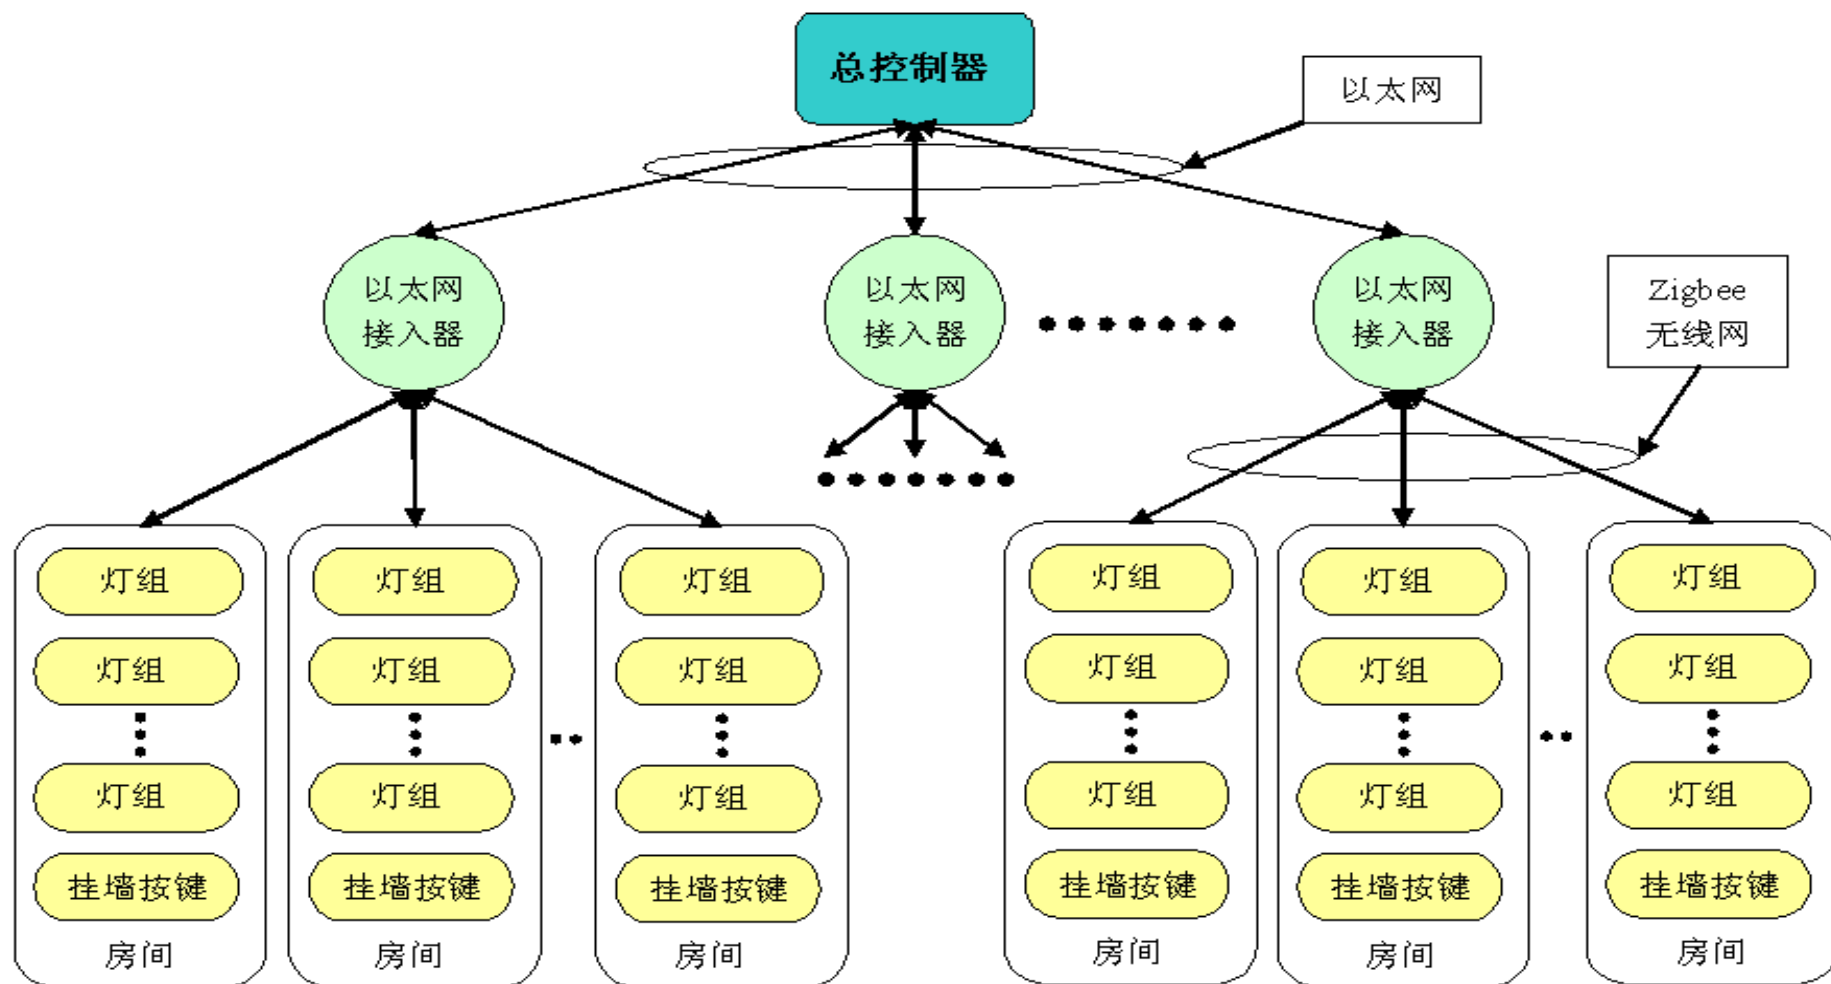 总控制器
以太网
以太网
接入器
以太网
接入器
以太网
接入器
Zigbee
无线网
灯组
灯组
灯组
挂墙按键
房间
灯组
灯组
灯组
挂墙按键
房间
灯组
灯组
灯组
挂墙按键
房间
灯组
灯组
灯组
挂墙按键
房间
灯组
灯组
灯组
挂墙按键
房间
灯组
灯组
灯组
挂墙按键
房间